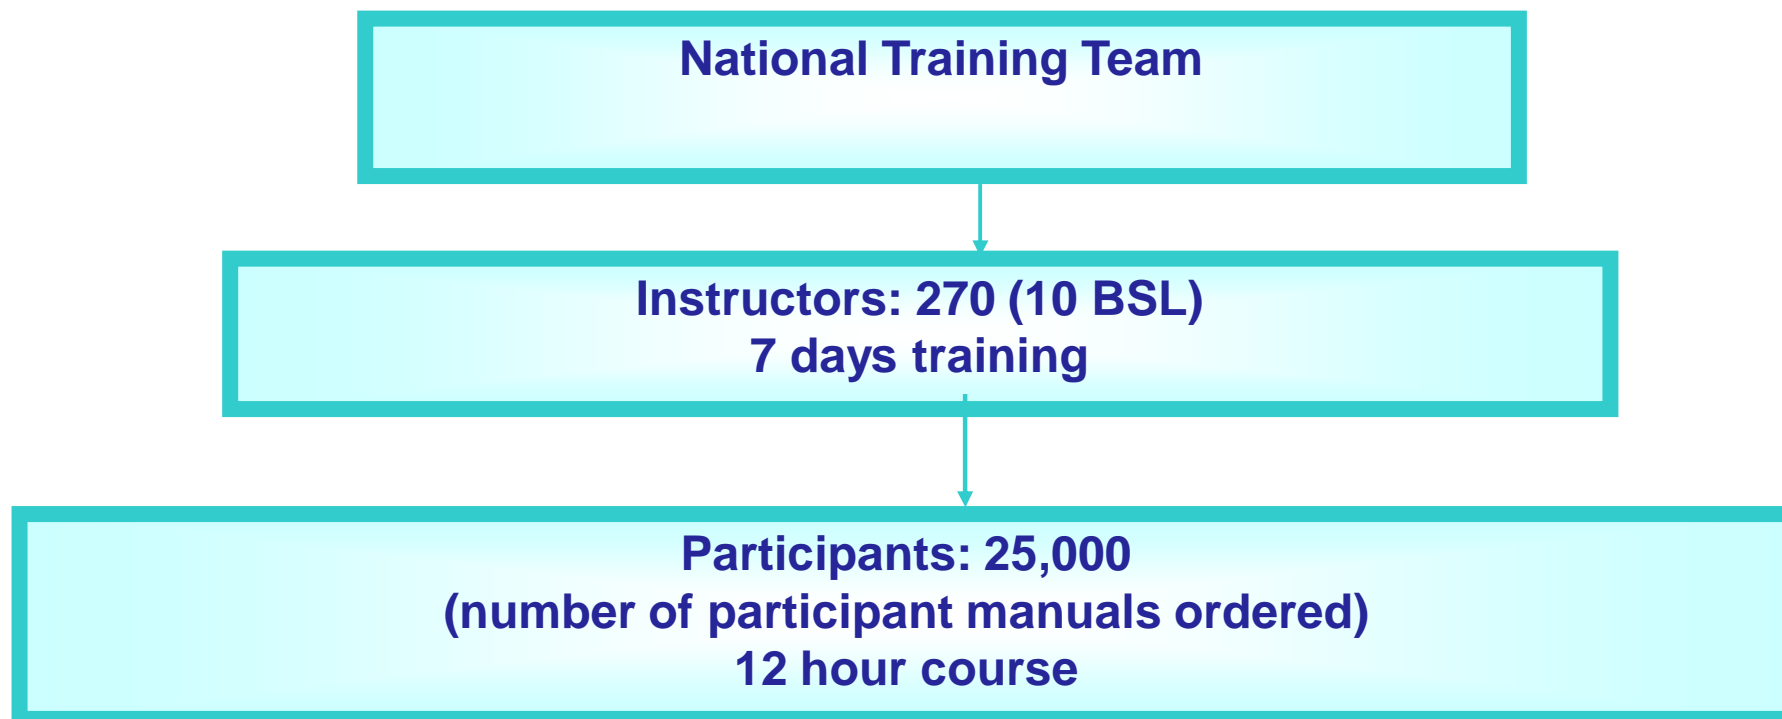 National Training Team
Instructors: 270 (10 BSL)
7 days training
Participants: 25,000
(number of participant manuals ordered)
12 hour course